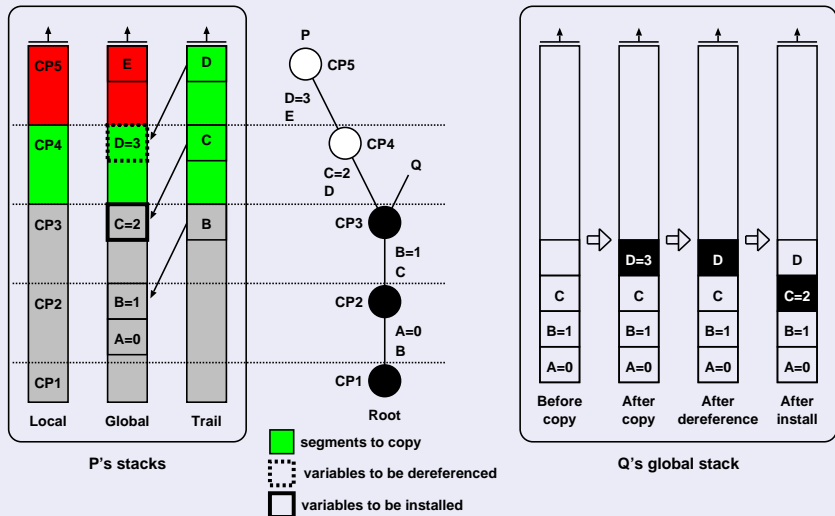 CP5
E
D
CP4
D=3
C
CP3
C=2
B
CP2
B=1
A=0
CP1
Local Global Trail
P's stacks
P
CP5
D=3
E
CP4
C=2
D
Q
CP3
B=1
C
CP2
A=0
B
CP1
Root
segments to copy
variables to be dereferenced
variables to be installed
C
B=1
A=0
Before
copy
D=3
C
B=1
A=0
After
copy
D
C
B=1
A=0
After
dereference
D
C=2
B=1
A=0
After
install
Q's global stack